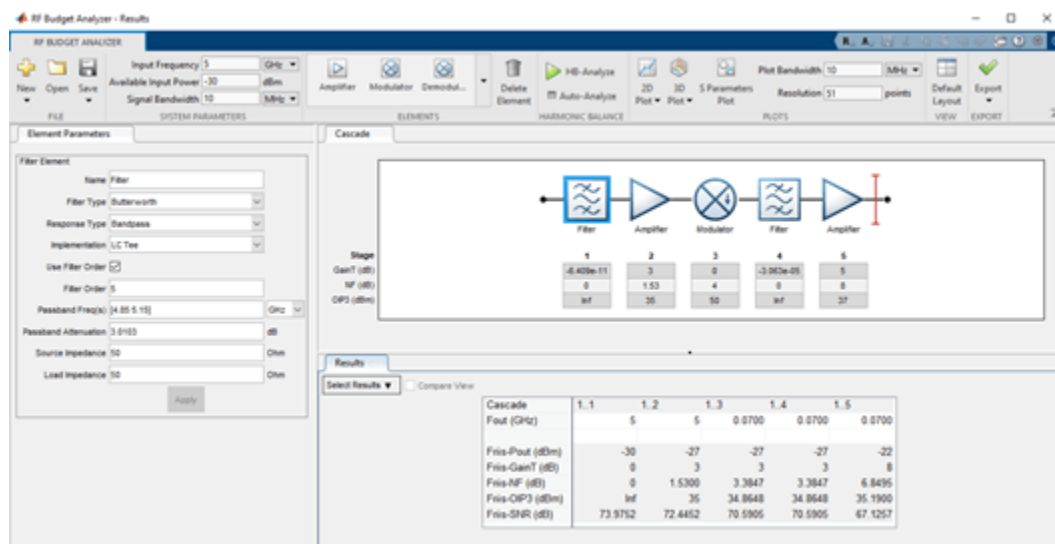 RF Budget Analyzer - Results
RF BUDGET ANALYZER
New
Open
Save
FILE
Input Frequency 5 GHz
Available Input Power -30 dBm
Signal Bandwidth 10 MHz
SYSTEM PARAMETERS
Amplifier
Modulator
Demodul...
ELEMENTS
Delete
Element
HB-Analyze
Auto-Analyze
HARMONIC BALANCE
2D
Plot
3D
Plot
S Parameters
Plot
Plot Bandwidth 10 MHz
Resolution 51 points
PLOTS
Default
Layout
VIEW
Export
EXPORT
Element Parameters
Filter Element
Name Filter
Filter Type Butterworth
Response Type Bandpass
Implementation LC Tee
Use Filter Order
Filter Order 5
Passband Freq(s) [4.85 5.15] GHz
Passband Attenuation 3.0103 dB
Source Impedance 50 Ohm
Load Impedance 50 Ohm
Apply
Cascade
Filter Amplifier Modulator Filter Amplifier
Stage 1 2 3 4 5
GainT (dB) -6.409e-11 3 0 -3.063e-05 5
NF (dB) 0 1.53 4 0 8
OIP3 (dBm) Inf 35 50 Inf 37
Results
Select Results
Compare View
Cascade 1..1 1..2 1..3 1..4 1..5
Fout (GHz) 5 5 0.0700 0.0700 0.0700
Friis-Pout (dBm) -30 -27 -27 -27 -22
Friis-GainT (dB) 0 3 3 3 8
Friis-NF (dB) 0 1.5300 3.3847 3.3847 6.8495
Friis-OIP3 (dBm) Inf 35 34.8648 34.8648 35.1900
Friis-SNR (dB) 73.9752 72.4452 70.5905 70.5905 67.1257